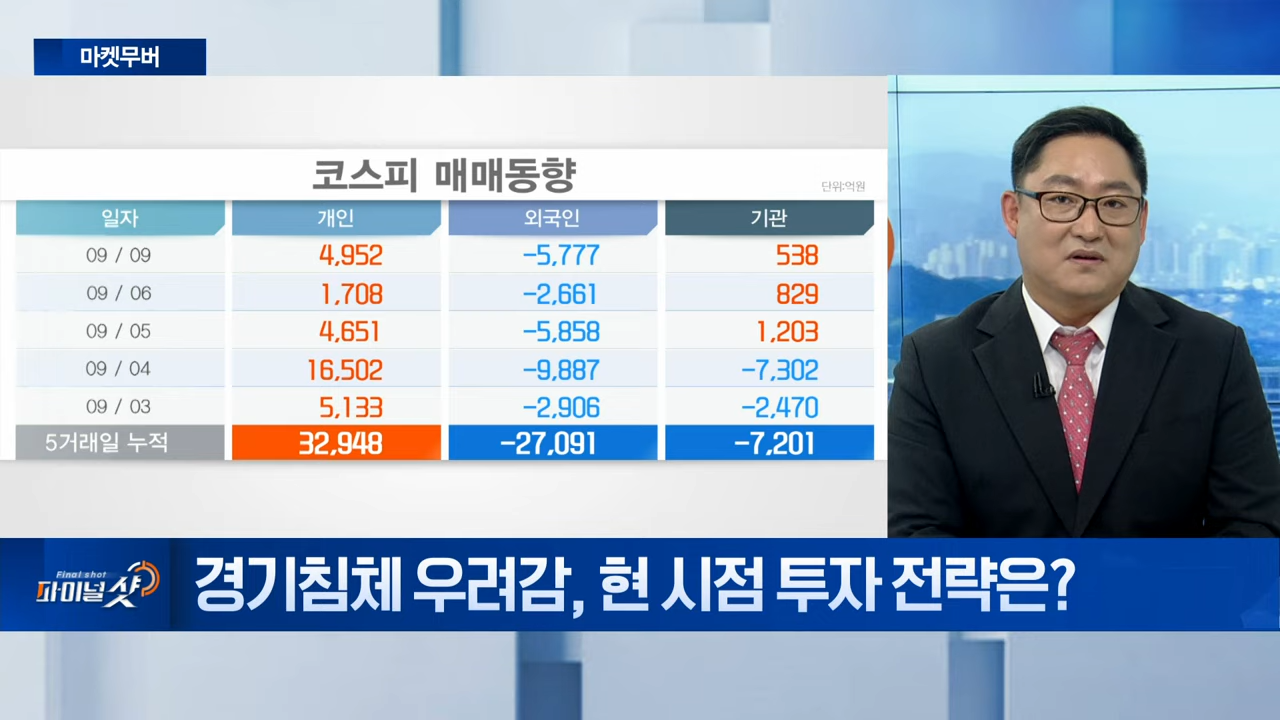 마켓무버
코스피 매매동향
단위:억원
일자 개인 외국인 기관
09 / 09 4,952 -5,777 538
09 / 06 1,708 -2,661 829
09 / 05 4,651 -5,858 1,203
09 / 04 16,502 -9,887 -7,302
09 / 03 5,133 -2,906 -2,470
5거래일 누적 32,948 -27,091 -7,201
Final shot
파이널샷
경기침체 우려감, 현 시점 투자 전략은?